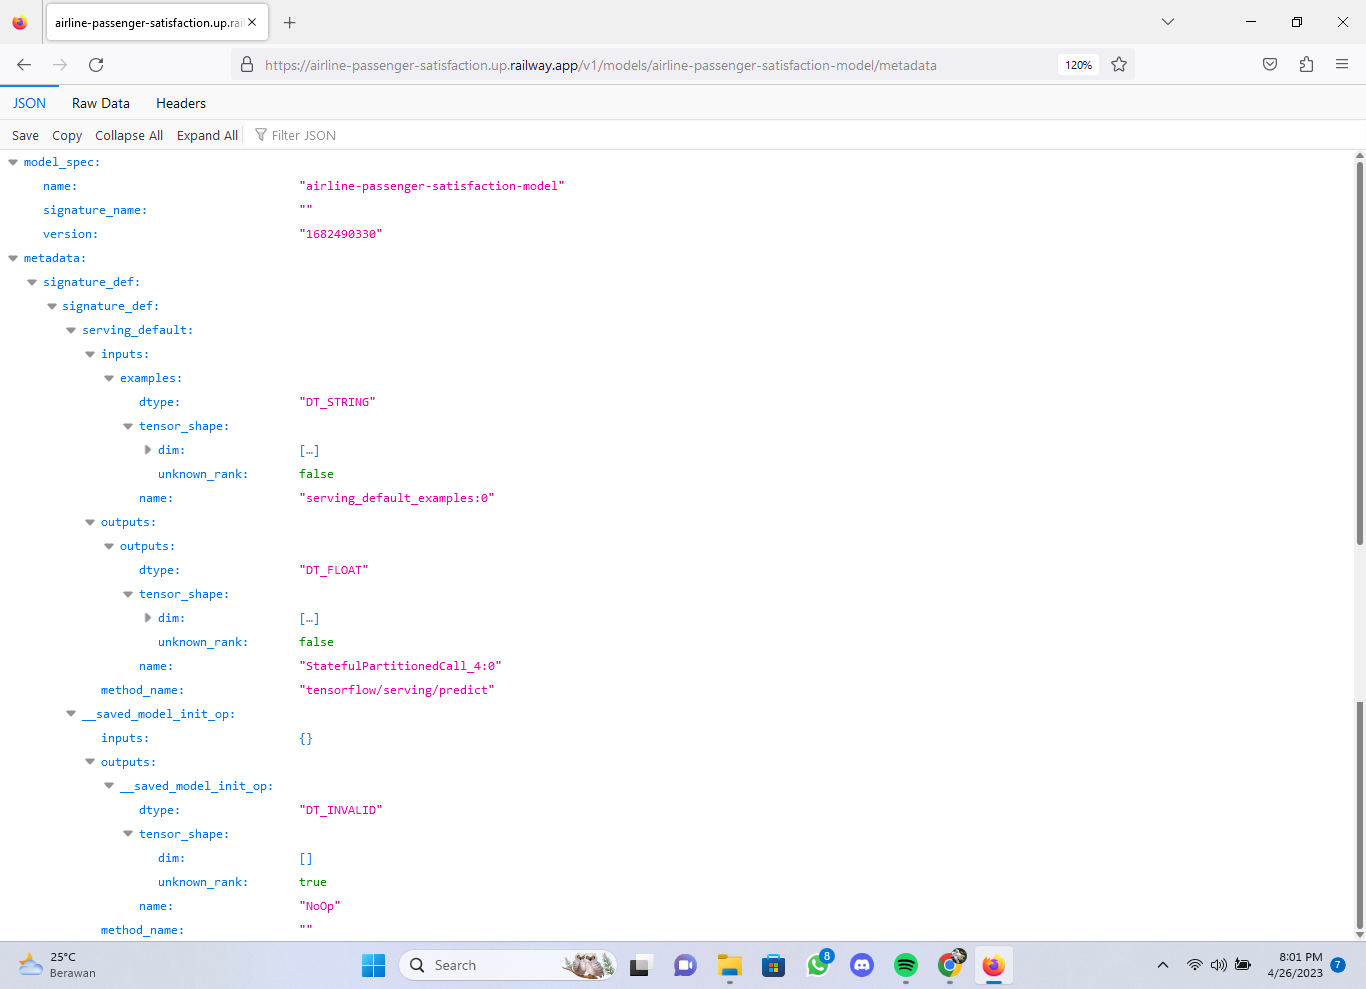 airline-passenger-satisfaction.up.rai
https://airline-passenger-satisfaction.up.railway.app/v1/models/airline-passenger-satisfaction-model/metadata
120%
JSON Raw Data Headers
Save Copy Collapse All Expand All Filter JSON
model_spec:
name: "airline-passenger-satisfaction-model"
signature_name: ""
version: "1682490330"
metadata:
signature_def:
signature_def:
serving_default:
inputs:
examples:
dtype: "DT_STRING"
tensor_shape:
dim: […]
unknown_rank: false
name: "serving_default_examples:0"
outputs:
outputs:
dtype: "DT_FLOAT"
tensor_shape:
dim: […]
unknown_rank: false
name: "StatefulPartitionedCall_4:0"
method_name: "tensorflow/serving/predict"
__saved_model_init_op:
inputs: {}
outputs:
__saved_model_init_op:
dtype: "DT_INVALID"
tensor_shape:
dim: []
unknown_rank: true
name: "NoOp"
method_name: ""
25°C
Berawan
Search
8
8:01 PM
4/26/2023
7